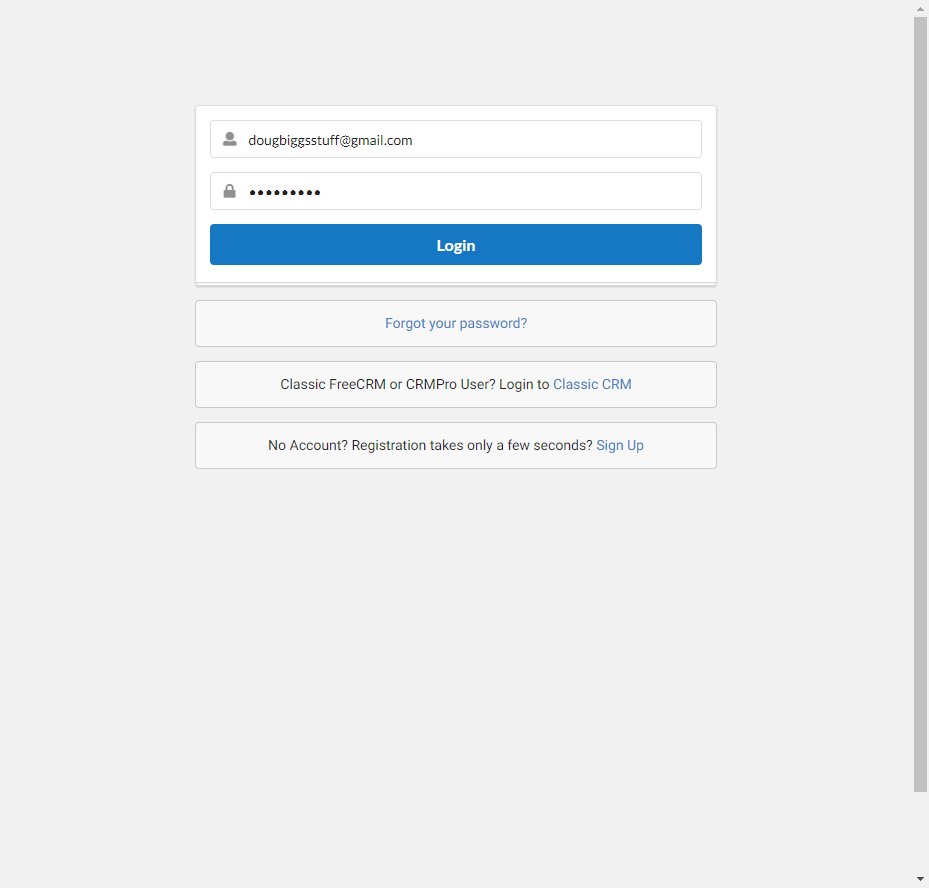 dougbiggsstuff@gmail.com
•••••••••
Login
Forgot your password?
Classic FreeCRM or CRMPro User? Login to Classic CRM
No Account? Registration takes only a few seconds? Sign Up